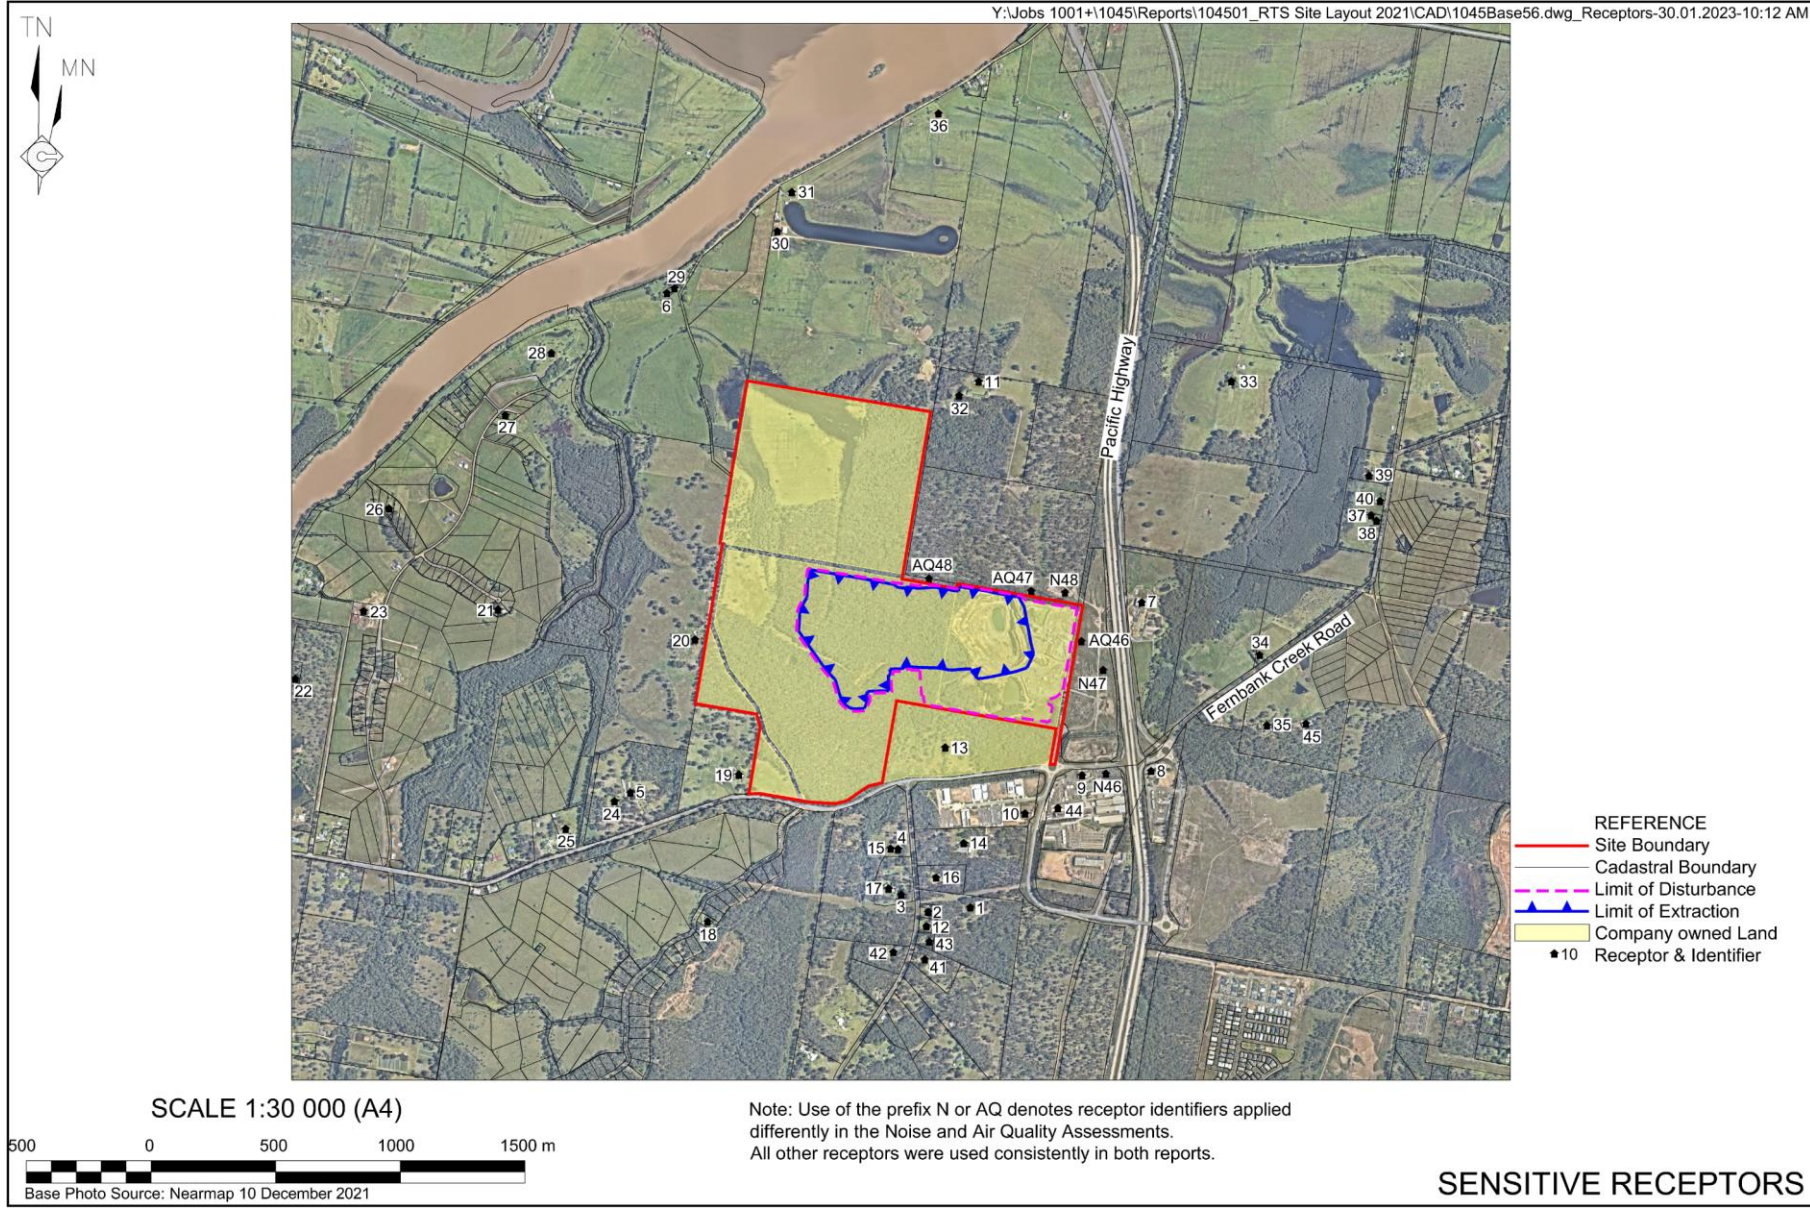 Y:\Jobs 1001+\1045\Reports\104501_RTS Site Layout 2021\CAD\1045Base56.dwg_Receptors-30.01.2023-10:12 AM
TN
MN
36
31
30
29
6
28
11
32
33
27
Pacific Highway
39
40
37
38
26
AQ48
AQ47
N48
7
23
21
20
AQ46
34
N47
22
Fernbank Creek Road
35
45
13
19
9
N46
8
5
24
10
44
25
15
4
14
16
17
3
2
1
18
12
43
42
41
REFERENCE
Site Boundary
Cadastral Boundary
Limit of Disturbance
Limit of Extraction
Company owned Land
10 Receptor & Identifier
SCALE 1:30 000 (A4)
500 0 500 1000 1500 m
Base Photo Source: Nearmap 10 December 2021
Note: Use of the prefix N or AQ denotes receptor identifiers applied
differently in the Noise and Air Quality Assessments.
All other receptors were used consistently in both reports.
SENSITIVE RECEPTORS